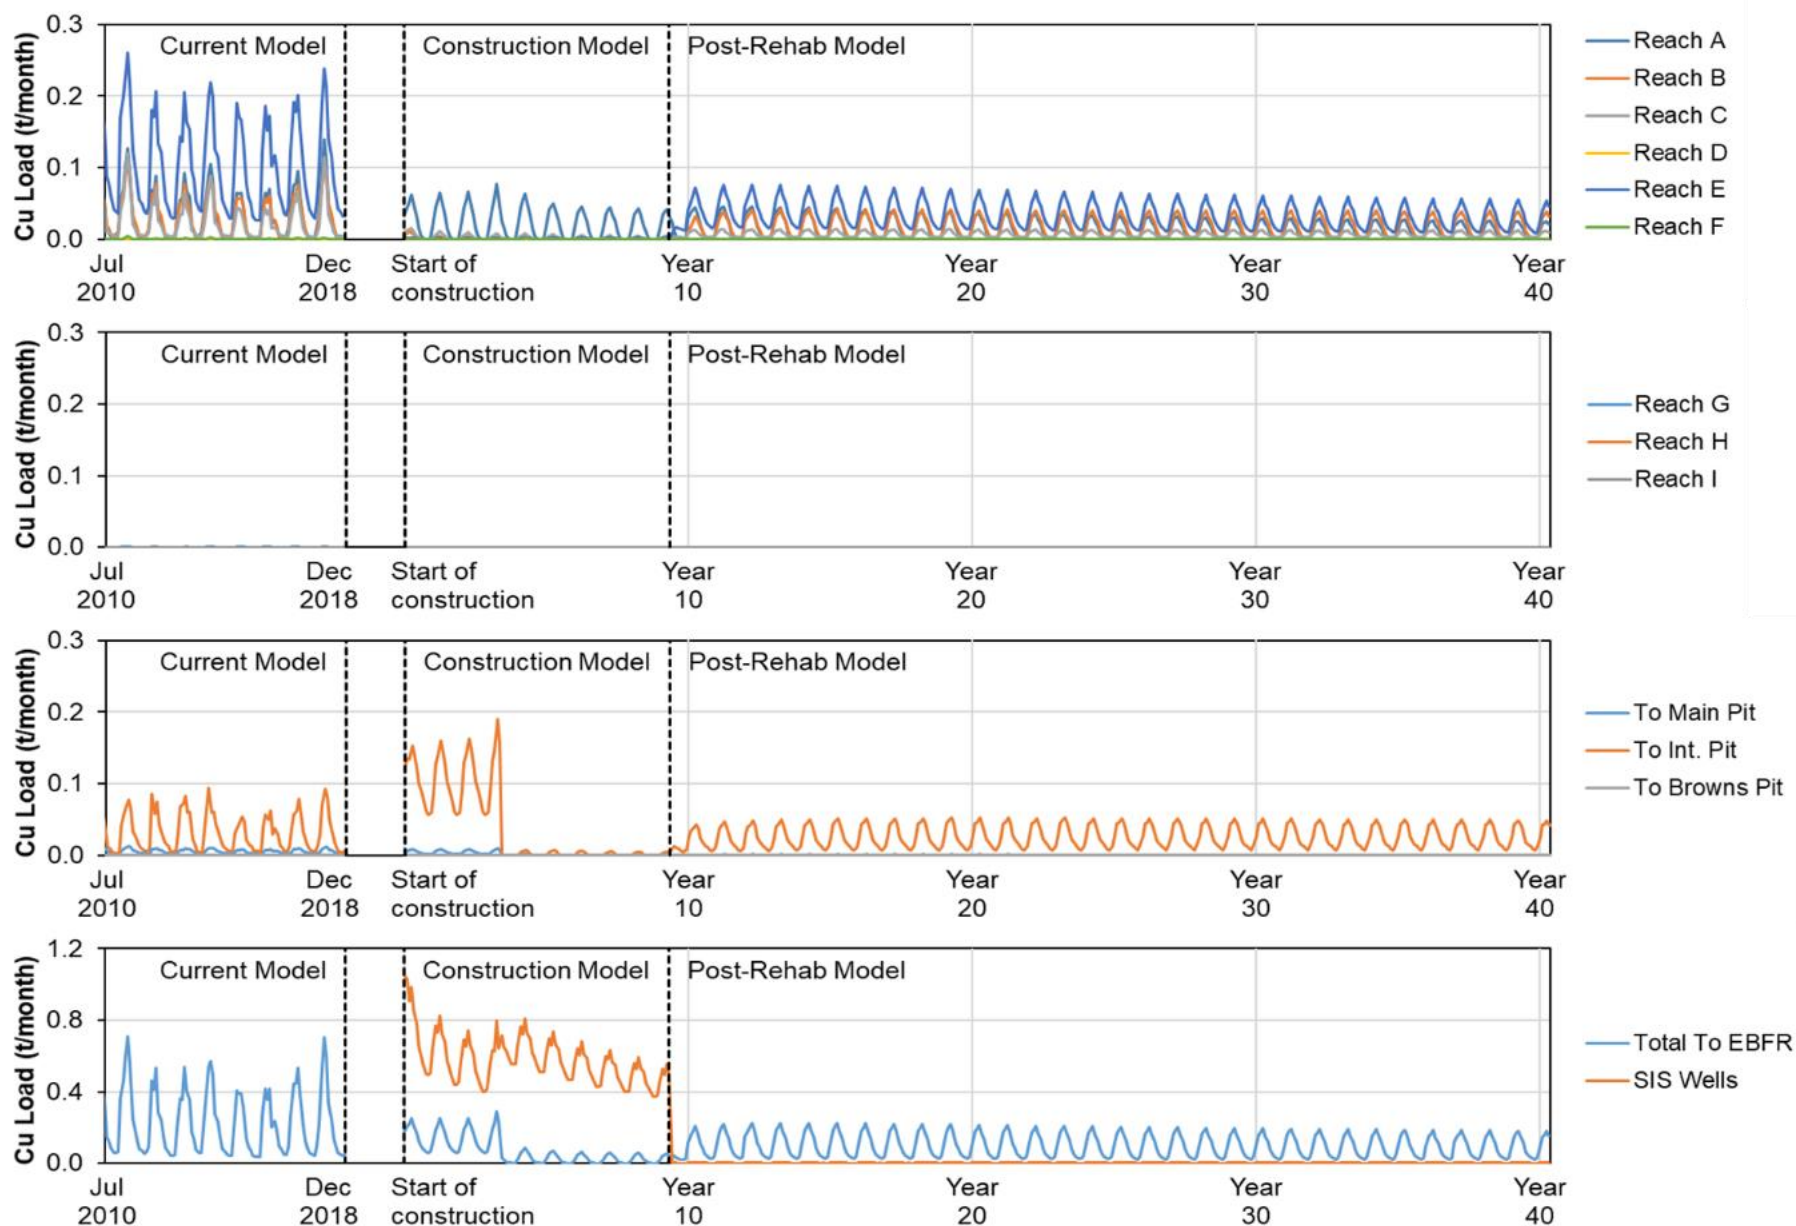 Cu Load (t/month)
0.3
0.2
0.1
0.0
Current Model
Construction Model
Post-Rehab Model
Jul
2010
Dec
2018
Start of
construction
Year
10
Year
20
Year
30
Year
40
Reach A
Reach B
Reach C
Reach D
Reach E
Reach F
Cu Load (t/month)
0.3
0.2
0.1
0.0
Current Model
Construction Model
Post-Rehab Model
Jul
2010
Dec
2018
Start of
construction
Year
10
Year
20
Year
30
Year
40
Reach G
Reach H
Reach I
Cu Load (t/month)
0.3
0.2
0.1
0.0
Current Model
Construction Model
Post-Rehab Model
Jul
2010
Dec
2018
Start of
construction
Year
10
Year
20
Year
30
Year
40
To Main Pit
To Int. Pit
To Browns Pit
Cu Load (t/month)
1.2
0.8
0.4
0.0
Current Model
Construction Model
Post-Rehab Model
Jul
2010
Dec
2018
Start of
construction
Year
10
Year
20
Year
30
Year
40
Total To EBFR
SIS Wells